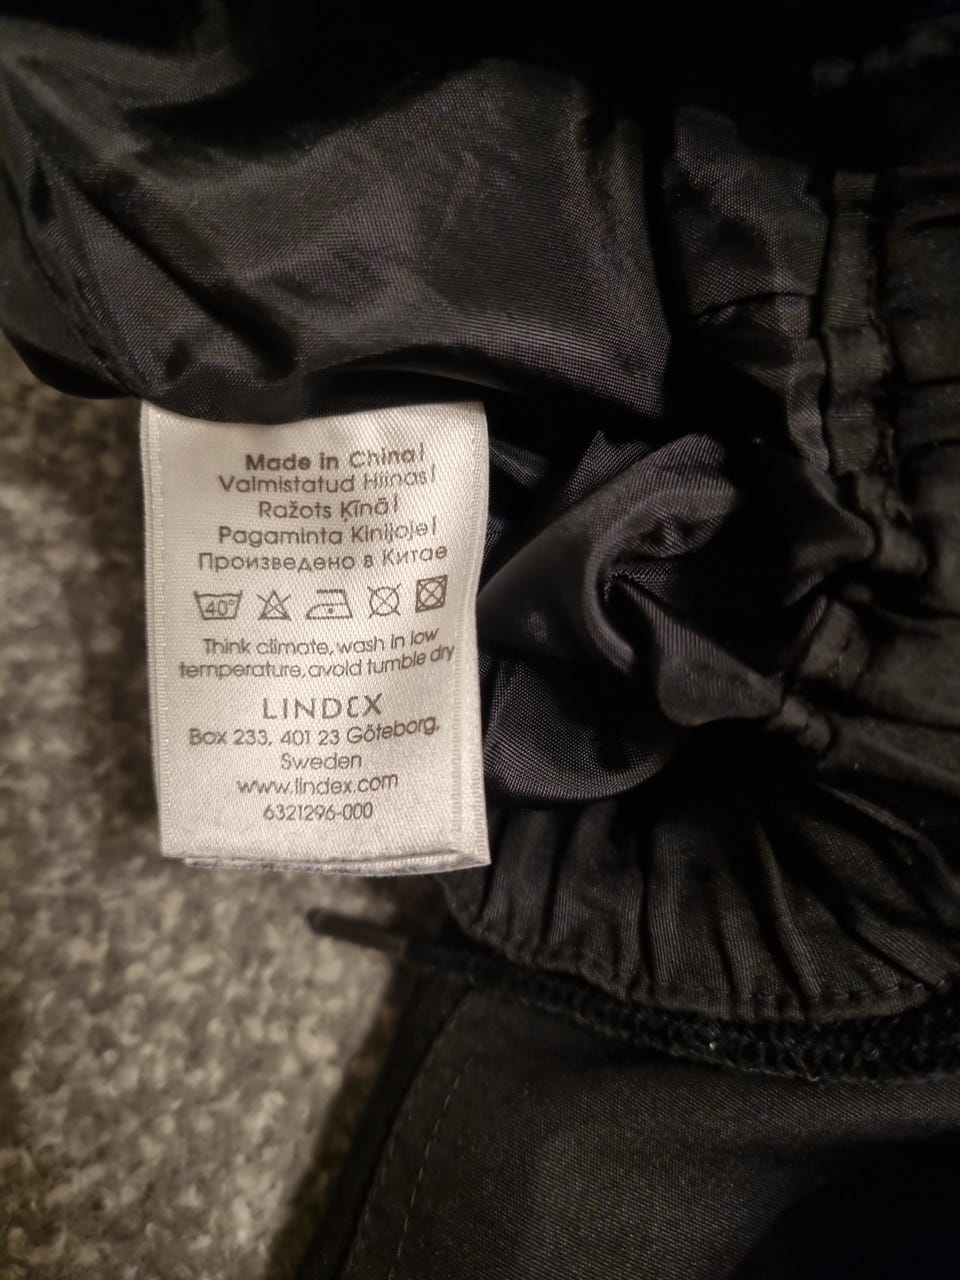 Made in China/
Valmistatud Hiinas/
Ražots Ķīnā/
Pagaminta Kinijoje/
Произведено в Китае
40°
Think climate, wash in low
temperature, avoid tumble dry
LINDEX
Box 233, 401 23 Göteborg,
Sweden
www.lindex.com
6321296-000